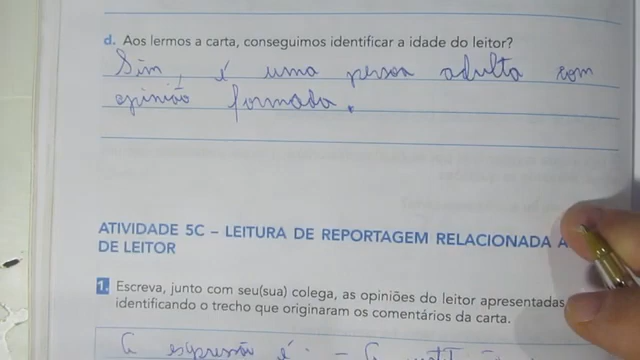 d. Aos lermos a carta, conseguimos identificar a idade do leitor?
Sim, é uma pessoa adulta com
opinião formada.
ATIVIDADE 5C – LEITURA DE REPORTAGEM RELACIONADA A
DE LEITOR
1. Escreva, junto com seu(sua) colega, as opiniões do leitor apresentadas
identificando o trecho que originaram os comentários da carta.
A expressão é: - A